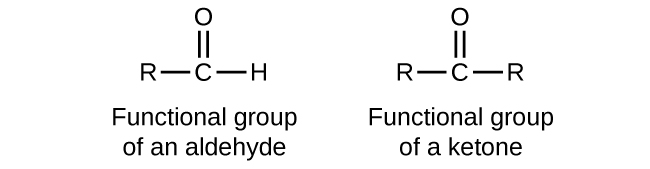 O O
R C H R C R
Functional group Functional group
of an aldehyde of a ketone